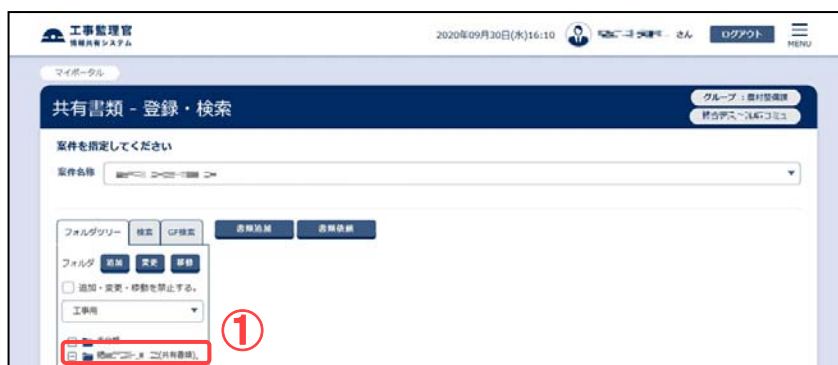 工事監理官
情報共有システム
2020年09月30日(水)16:10
さん
ログアウト
MENU
マイポータル
共有書類 - 登録・検索
グループ：農村整備課
案件を指定してください
案件名称
フォルダツリー
検索
GF検索
書類追加
書類依頼
フォルダ
追加
変更
移動
追加・変更・移動を禁止する。
工事用
①
(共有書類)